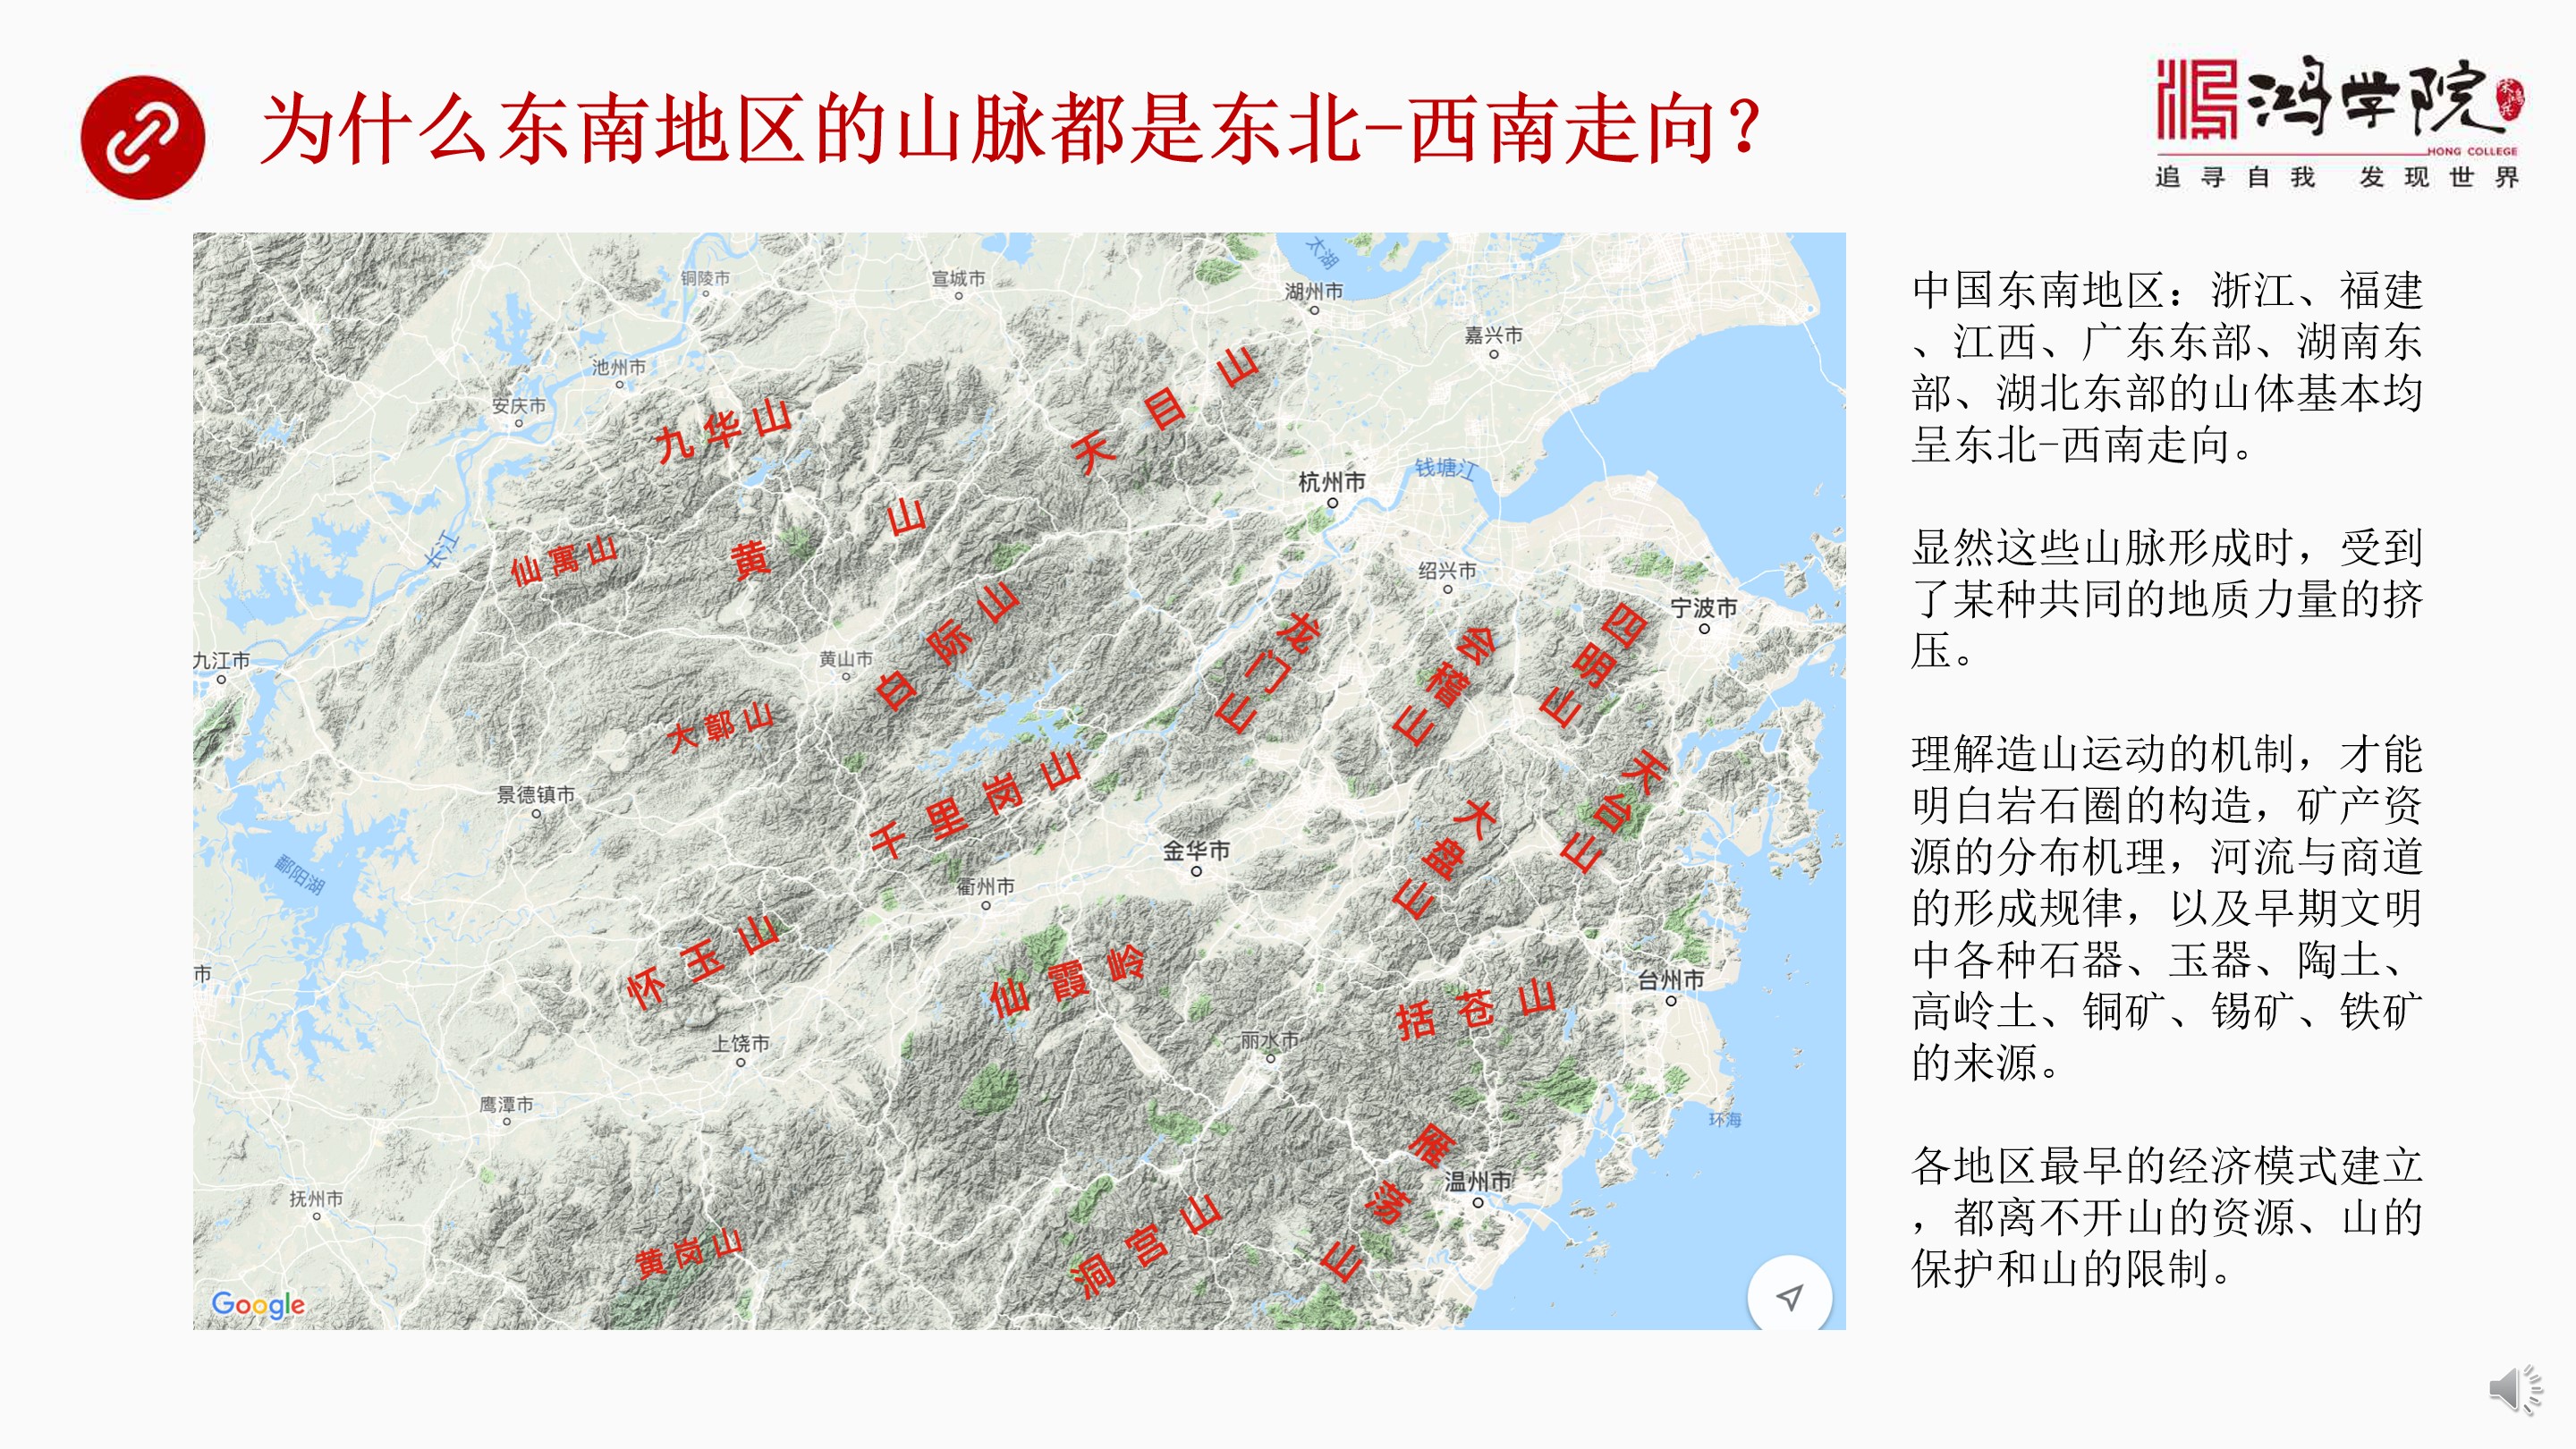 为什么东南地区的山脉都是东北-西南走向?
鸿学院
HONG COLLEGE
追寻自我 发现世界
铜陵市
宣城市
太湖
湖州市
嘉兴市
池州市
安庆市
九华山
天目山
杭州市
钱塘江
长江
仙寓山
黄山
绍兴市
宁波市
白际山
龙门山
会稽山
四明山
九江市
黄山市
大鄣山
天台山
千里岗山
大盘山
景德镇市
金华市
鄱阳湖
衢州市
怀玉山
仙霞岭
市
台州市
括苍山
上饶市
丽水市
鹰潭市
环海
雁荡山
温州市
抚州市
黄岗山
洞宫山
Google
中国东南地区：浙江、福建
、江西、广东东部、湖南东
部、湖北东部的山体基本均
呈东北-西南走向。
显然这些山脉形成时，受到
了某种共同的地质力量的挤
压。
理解造山运动的机制，才能
明白岩石圈的构造，矿产资
源的分布机理，河流与商道
的形成规律，以及早期文明
中各种石器、玉器、陶土、
高岭土、铜矿、锡矿、铁矿
的来源。
各地区最早的经济模式建立
，都离不开山的资源、山的
保护和山的限制。